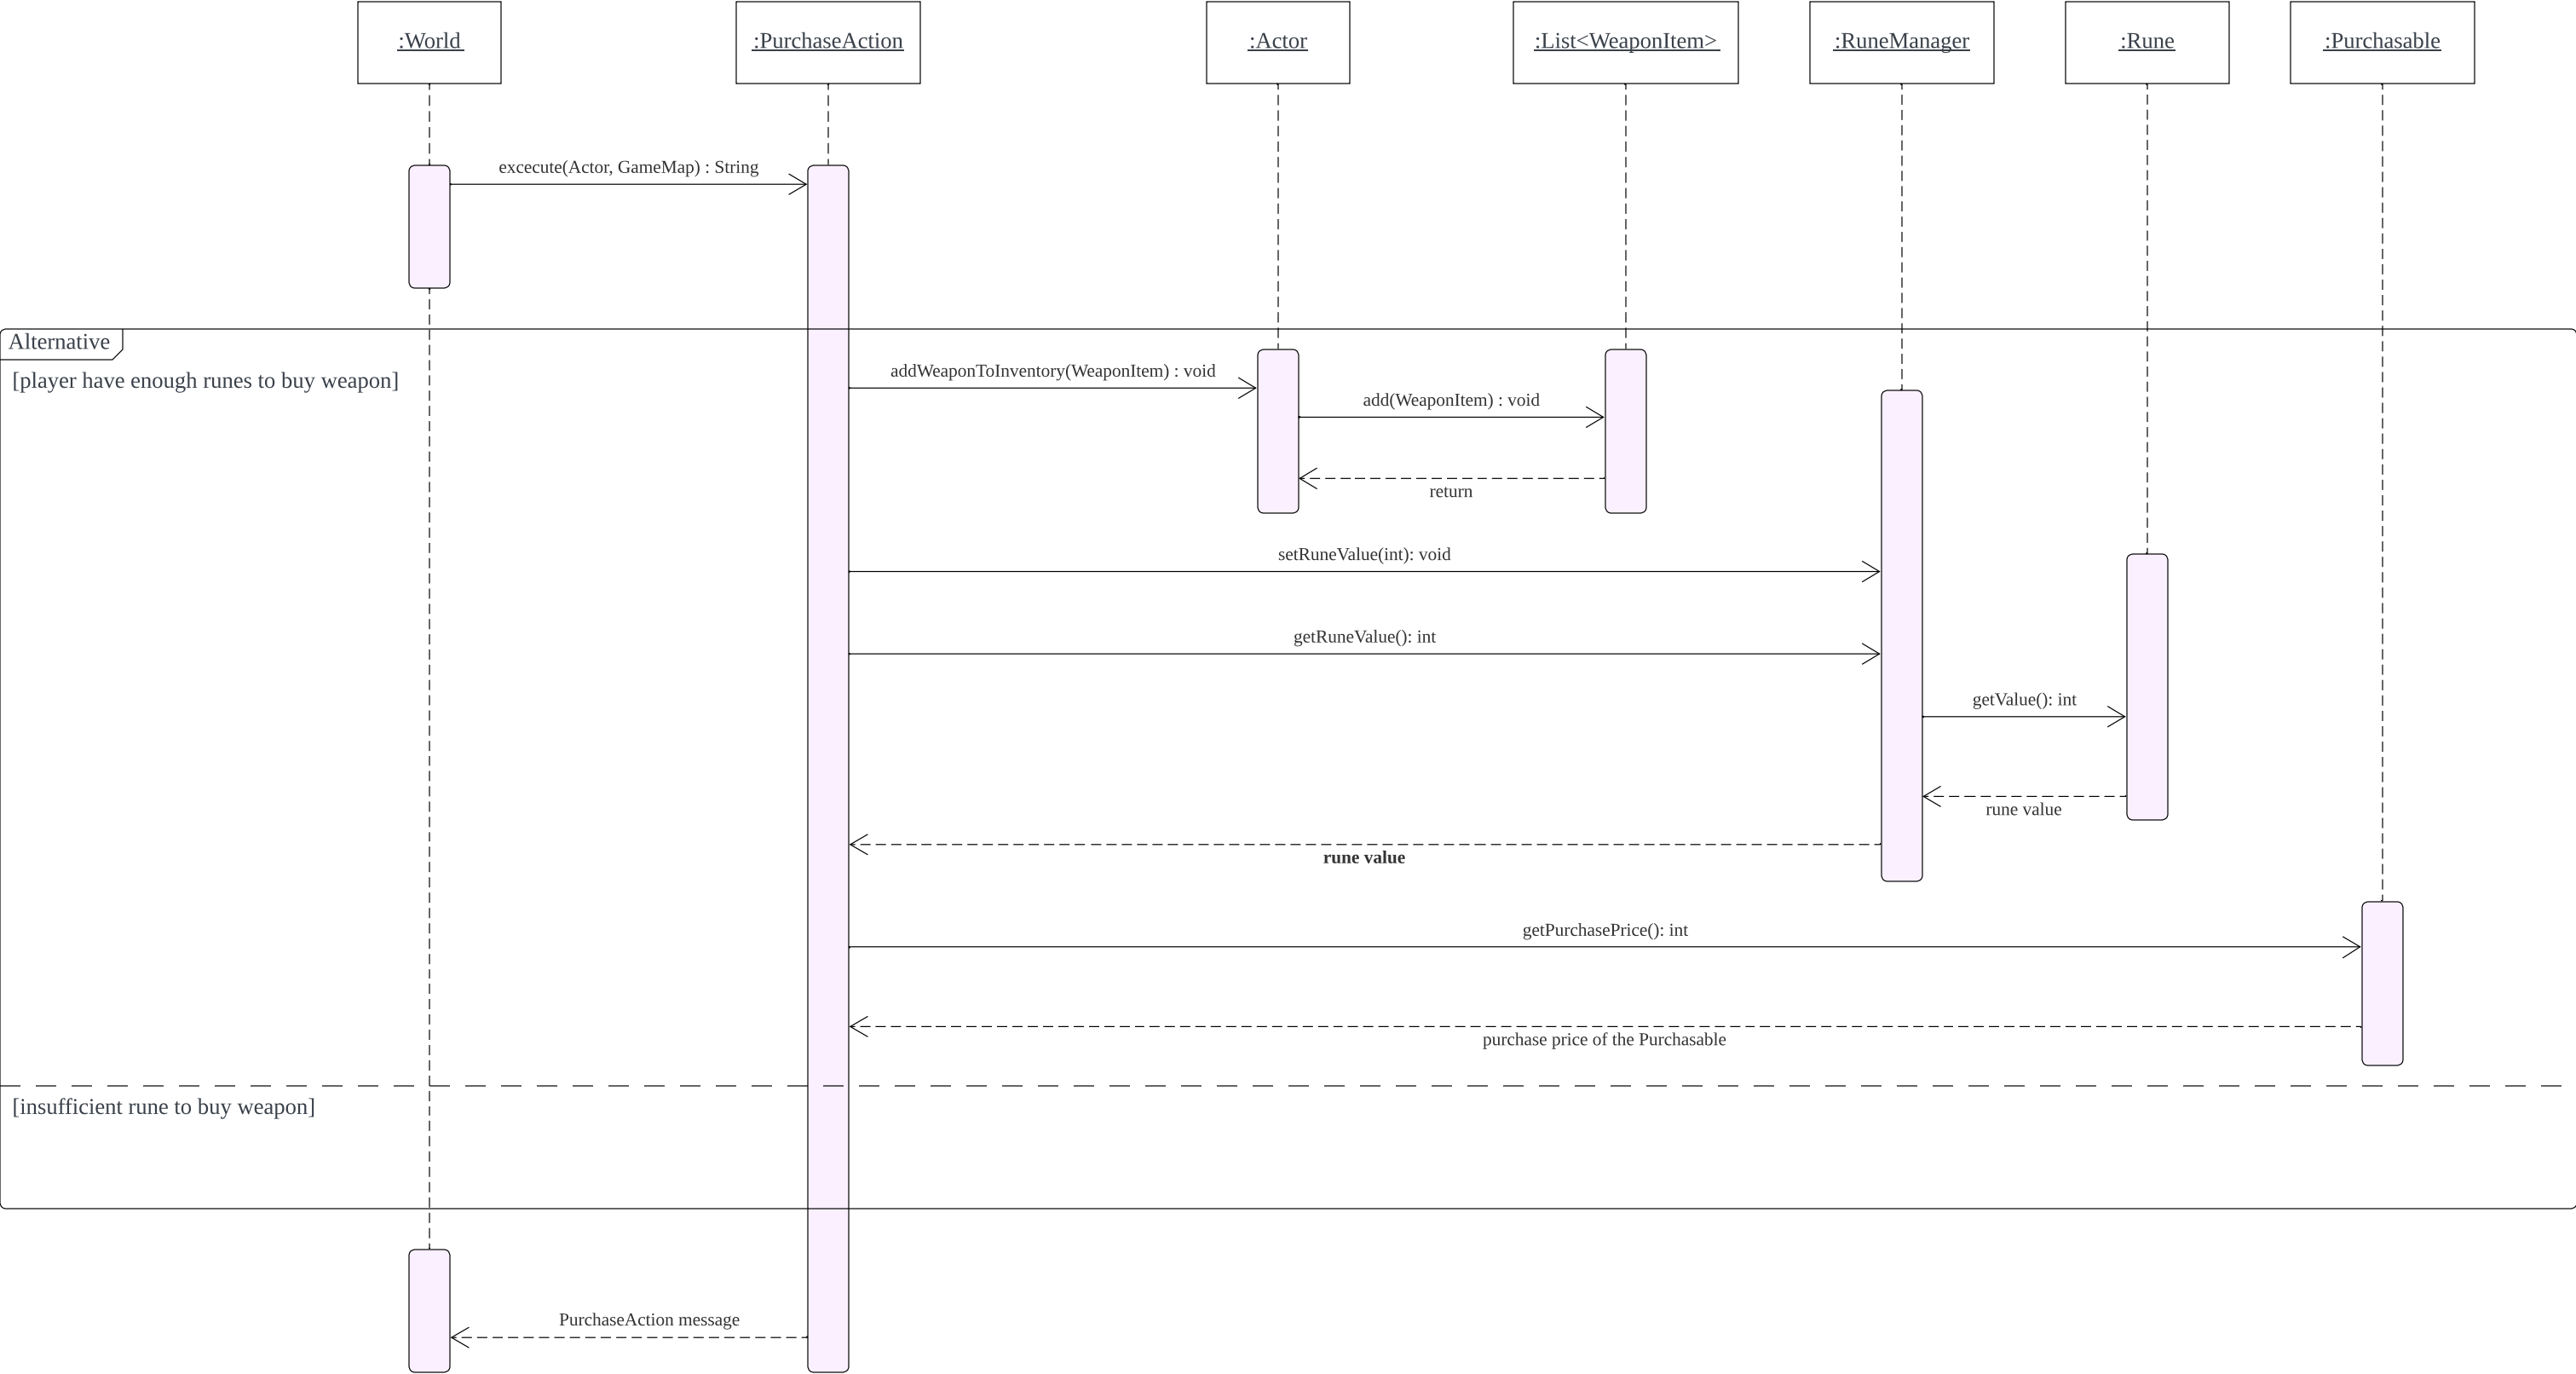 :World
:PurchaseAction
:Actor
:List<WeaponItem>
:RuneManager
:Rune
:Purchasable
excecute(Actor, GameMap) : String
Alternative
[player have enough runes to buy weapon]
addWeaponToInventory(WeaponItem) : void
add(WeaponItem) : void
return
setRuneValue(int): void
getRuneValue(): int
getValue(): int
rune value
rune value
getPurchasePrice(): int
purchase price of the Purchasable
[insufficient rune to buy weapon]
PurchaseAction message